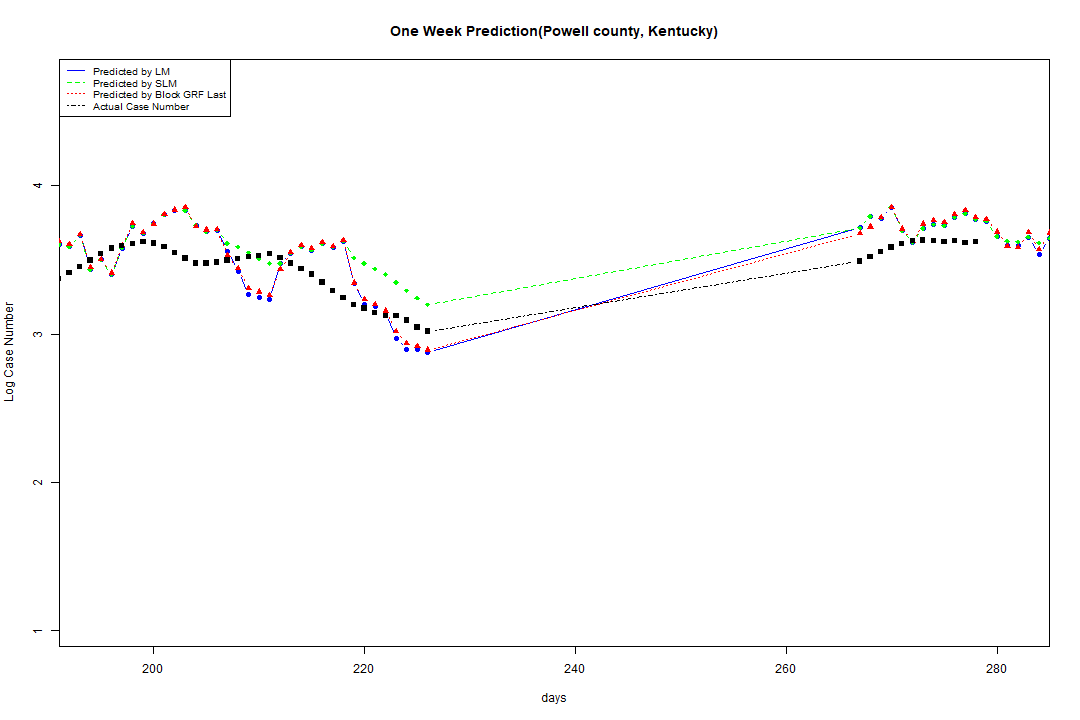 One Week Prediction(Powell county, Kentucky)
Predicted by LM
Predicted by SLM
Predicted by Block GRF Last
Actual Case Number
Log Case Number
4
3
2
1
200 220 240 260 280
days